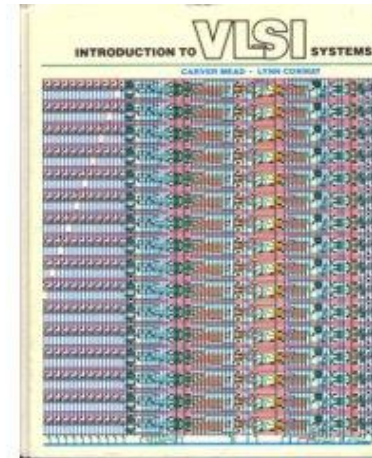 INTRODUCTION TO VLSI SYSTEMS
CARVER MEAD • LYNN CONWAY